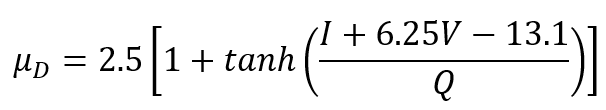 μ_D = 2.5 [1 + tanh ((I + 6.25V − 13.1) / Q)]